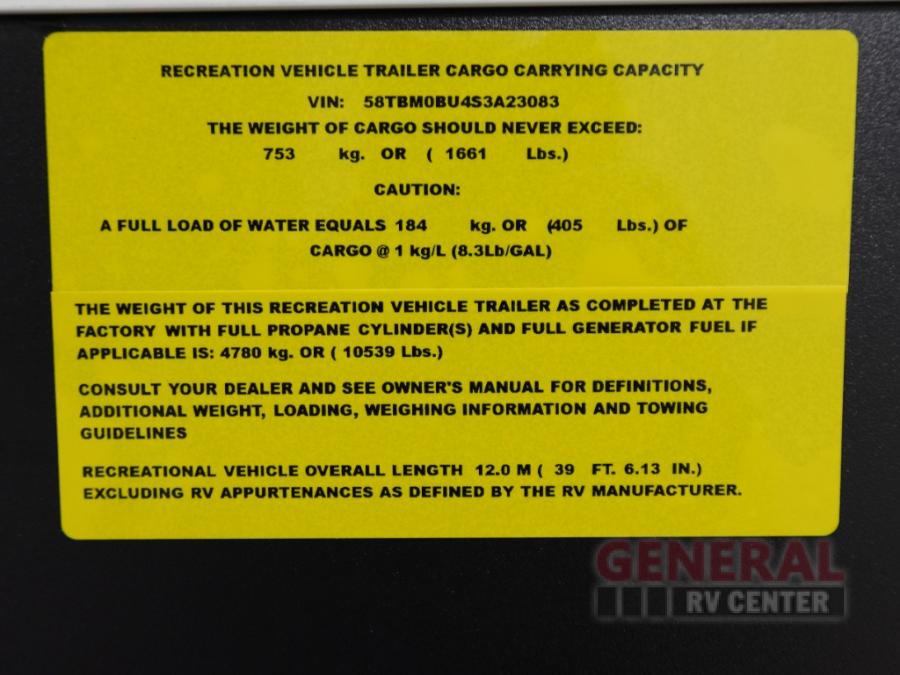 RECREATION VEHICLE TRAILER CARGO CARRYING CAPACITY
VIN: 58TBM0BU4S3A23083
THE WEIGHT OF CARGO SHOULD NEVER EXCEED:
753 kg. OR ( 1661 Lbs.)
CAUTION:
A FULL LOAD OF WATER EQUALS 184 kg. OR (405 Lbs.) OF
CARGO @ 1 kg/L (8.3Lb/GAL)
THE WEIGHT OF THIS RECREATION VEHICLE TRAILER AS COMPLETED AT THE
FACTORY WITH FULL PROPANE CYLINDER(S) AND FULL GENERATOR FUEL IF
APPLICABLE IS: 4780 kg. OR ( 10539 Lbs.)
CONSULT YOUR DEALER AND SEE OWNER'S MANUAL FOR DEFINITIONS,
ADDITIONAL WEIGHT, LOADING, WEIGHING INFORMATION AND TOWING
GUIDELINES
RECREATIONAL VEHICLE OVERALL LENGTH 12.0 M ( 39 FT. 6.13 IN.)
EXCLUDING RV APPURTENANCES AS DEFINED BY THE RV MANUFACTURER.
GENERAL
RV CENTER